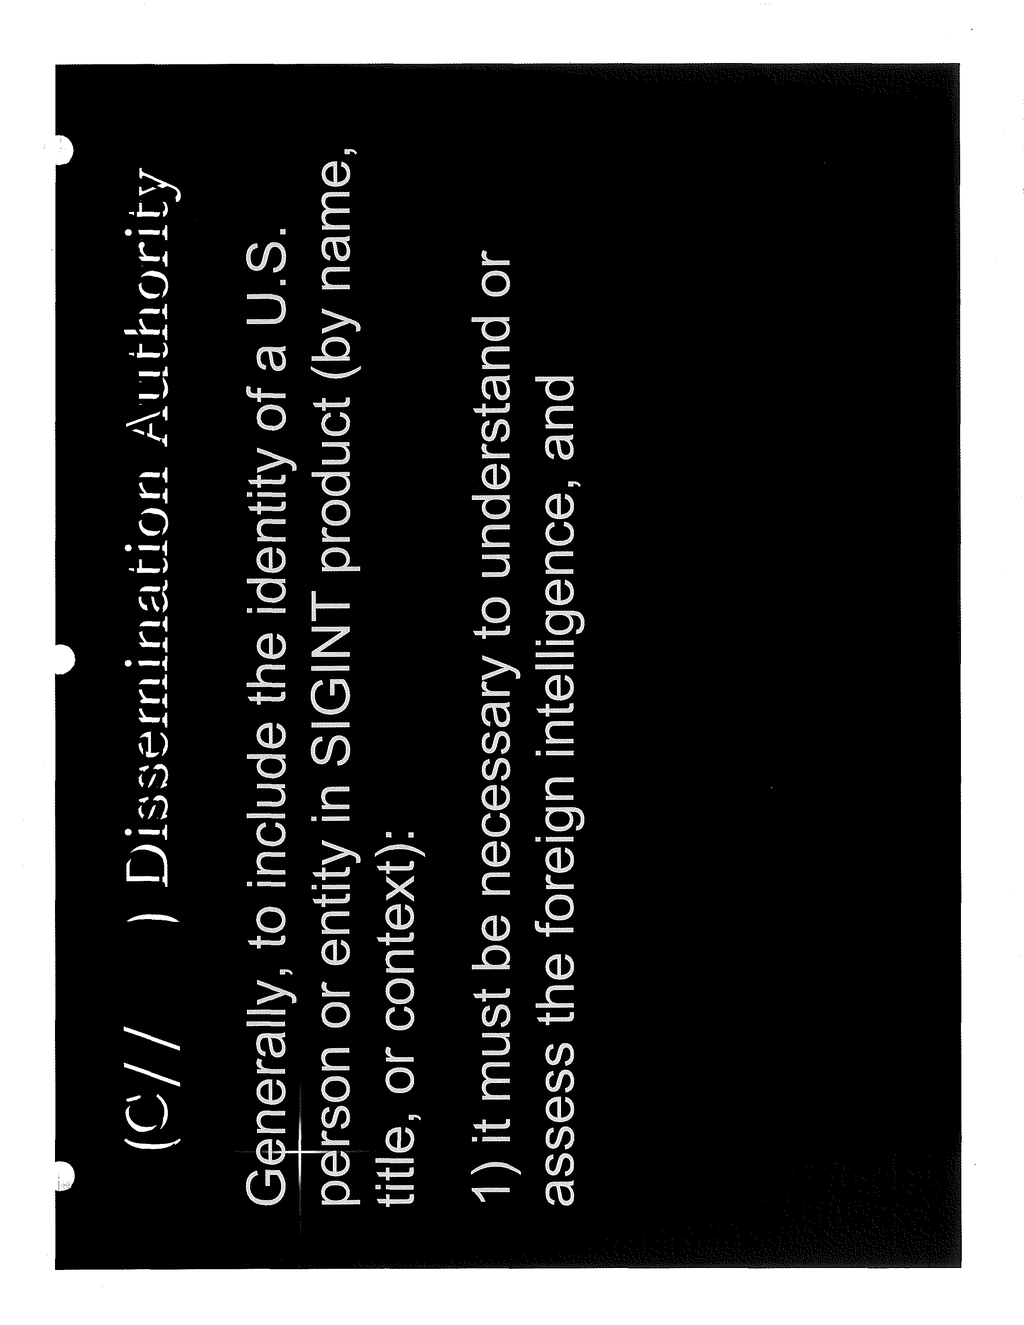 (C// ) Dissemination Authority
Generally, to include the identity of a U.S.
person or entity in SIGINT product (by name,
title, or context):
1) it must be necessary to understand or
assess the foreign intelligence, and